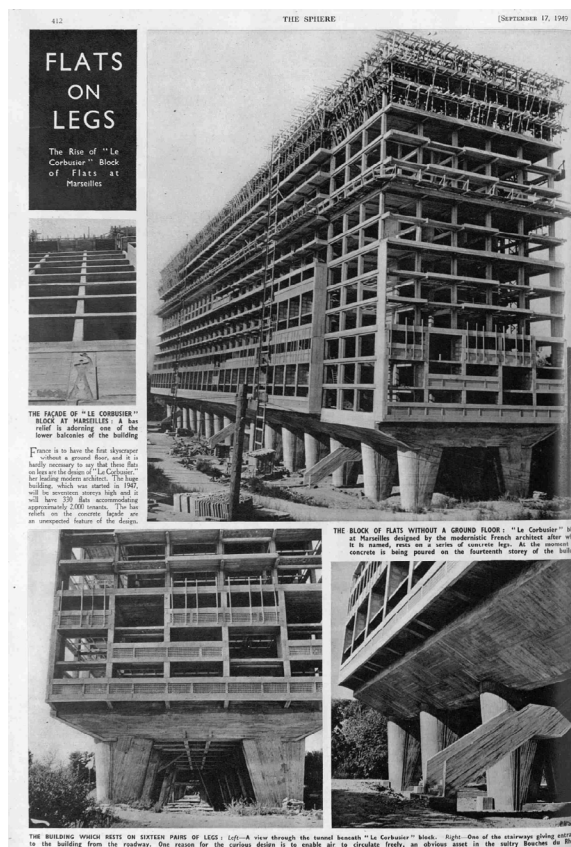 412
THE SPHERE
[SEPTEMBER 17, 1949
FLATS
ON
LEGS
The Rise of "Le
Corbusier" Block
of Flats at
Marseilles
THE FAÇADE OF "LE CORBUSIER"
BLOCK AT MARSEILLES: A bas
relief is adorning one of the
lower balconies of the building
France is to have the first skyscraper
without a ground floor, and it is
hardly necessary to say that these flats
on legs are the design of "Le Corbusier,"
her leading modern architect. The huge
building, which was started in 1947,
will be seventeen storeys high and it
will have 330 flats accommodating
approximately 2,000 tenants. The bas
reliefs on the concrete façade are
an unexpected feature of the design.
THE BLOCK OF FLATS WITHOUT A GROUND FLOOR: "Le Corbusier" bl
at Marseilles designed by the modernistic French architect after wh
it is named, rests on a series of concrete legs. At the moment
concrete is being poured on the fourteenth storey of the build
THE BUILDING WHICH RESTS ON SIXTEEN PAIRS OF LEGS: Left—A view through the tunnel beneath "Le Corbusier" block. Right—One of the stairways giving entra
to the building from the roadway. One reason for the curious design is to enable air to circulate freely, an obvious asset in the sultry Bouches du Rh